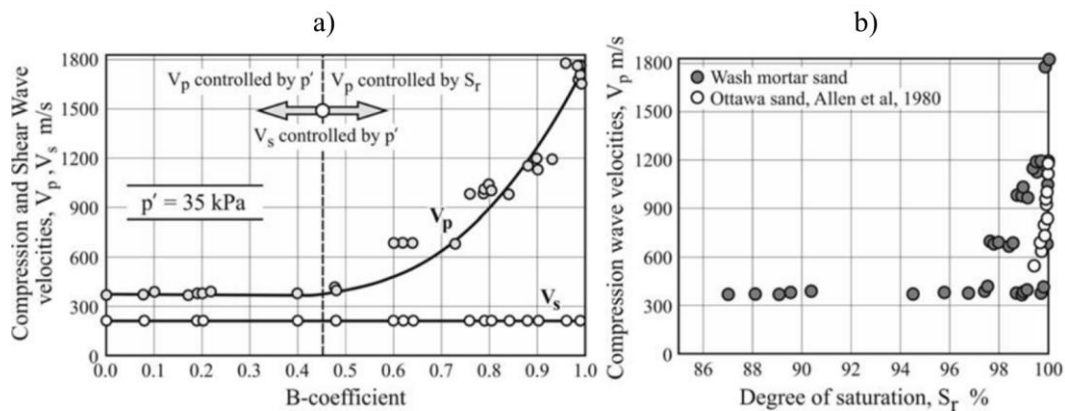 a)
Compression and Shear Wave
velocities, Vp ,Vs m/s
1800
1500
1200
900
600
300
0
Vp controlled by p′
Vp controlled by Sr
Vs controlled by p′
p′ = 35 kPa
Vp
Vs
0.0 0.1 0.2 0.3 0.4 0.5 0.6 0.7 0.8 0.9 1.0
B-coefficient
b)
Compression wave velocities, Vp m/s
1800
1500
1200
900
600
300
0
Wash mortar sand
Ottawa sand, Allen et al, 1980
86 88 90 92 94 96 98 100
Degree of saturation, Sr %